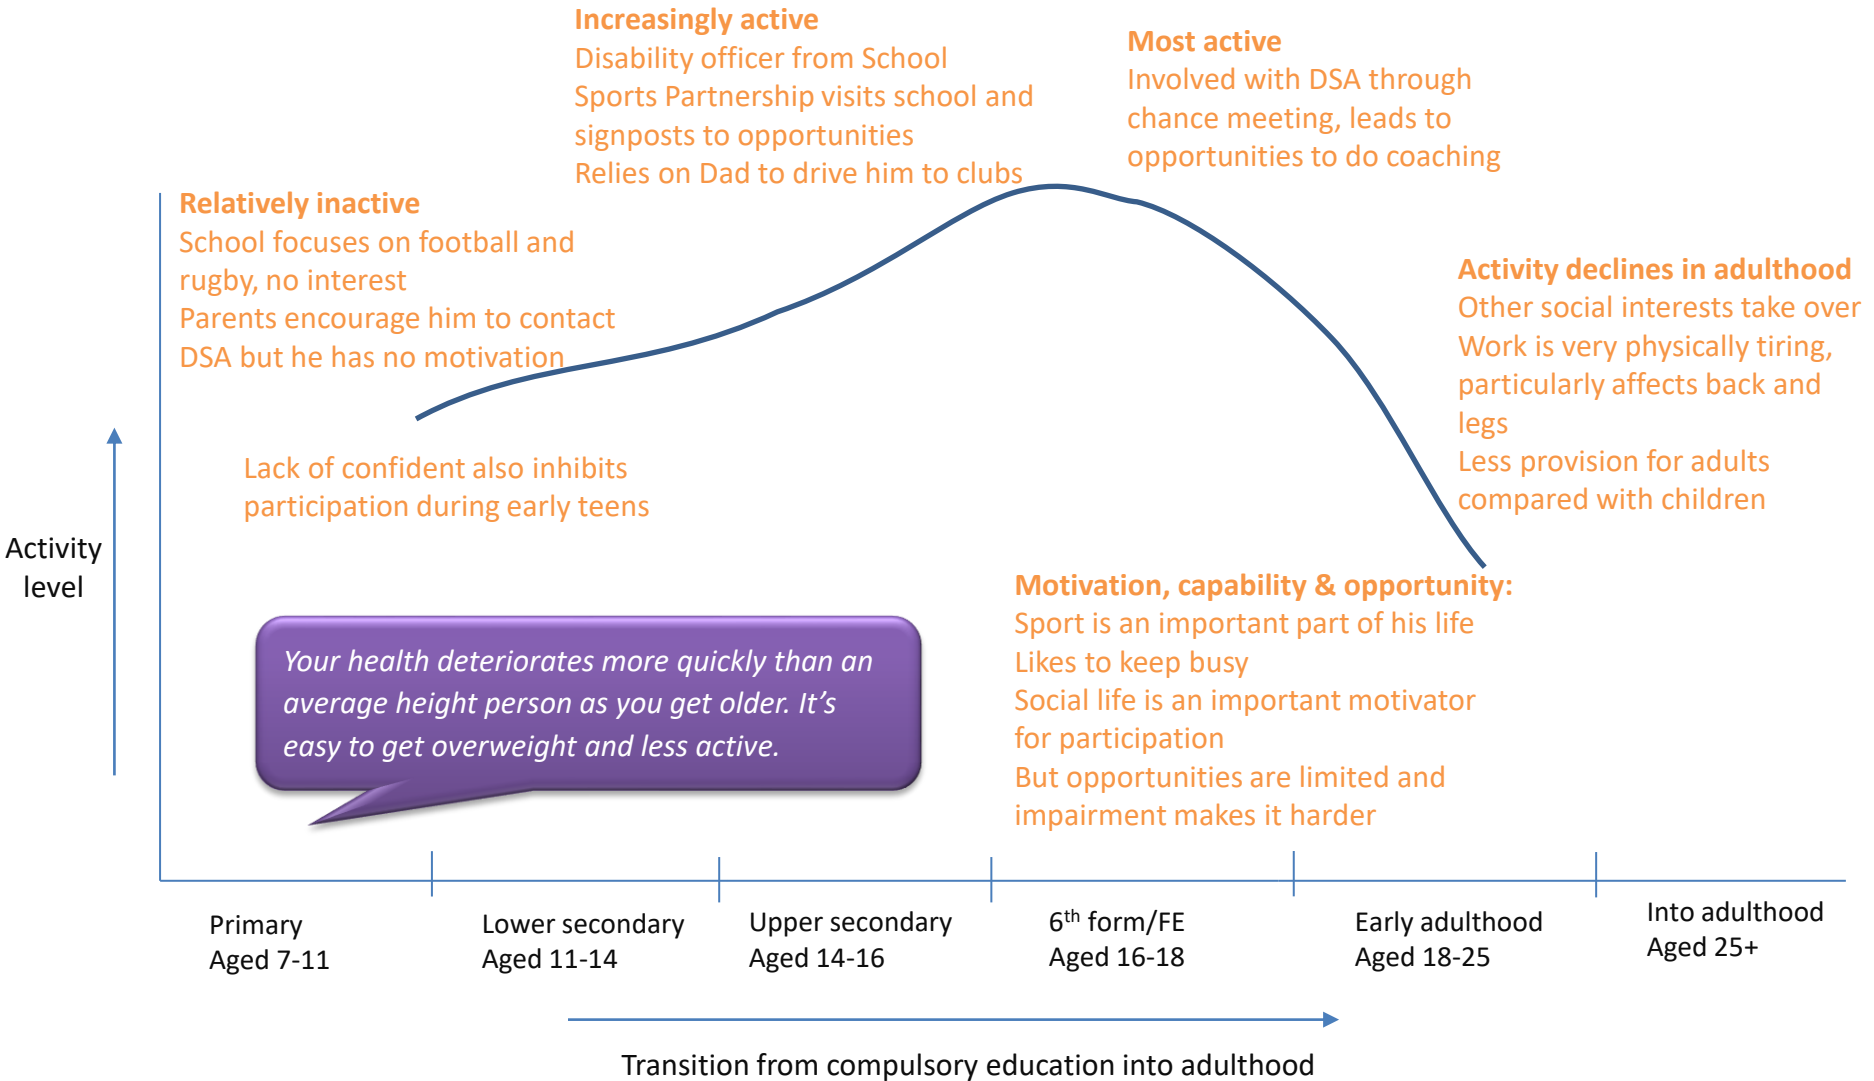 Increasingly active
Disability officer from School
Sports Partnership visits school and
signposts to opportunities
Relies on Dad to drive him to clubs
Most active
Involved with DSA through
chance meeting, leads to
opportunities to do coaching
Relatively inactive
School focuses on football and
rugby, no interest
Parents encourage him to contact
DSA but he has no motivation
Activity declines in adulthood
Other social interests take over
Work is very physically tiring,
particularly affects back and
legs
Less provision for adults
compared with children
Lack of confident also inhibits
participation during early teens
Activity
level
Your health deteriorates more quickly than an
average height person as you get older. It’s
easy to get overweight and less active.
Motivation, capability & opportunity:
Sport is an important part of his life
Likes to keep busy
Social life is an important motivator
for participation
But opportunities are limited and
impairment makes it harder
Primary
Aged 7-11
Lower secondary
Aged 11-14
Upper secondary
Aged 14-16
6th form/FE
Aged 16-18
Early adulthood
Aged 18-25
Into adulthood
Aged 25+
Transition from compulsory education into adulthood